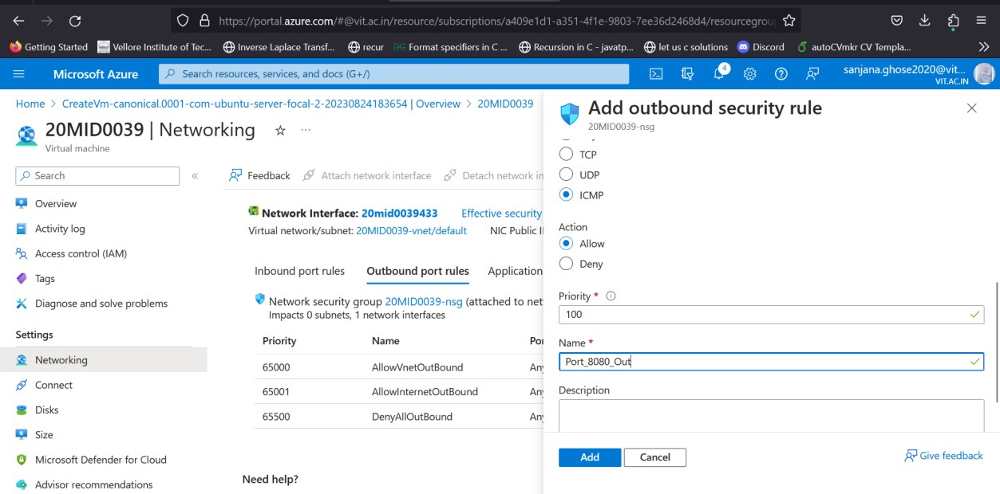 https://portal.azure.com/#@vit.ac.in/resource/subscriptions/a409e1d1-a351-4f1e-9803-7ee36d2468d4/resourcegrou
Getting Started Vellore Institute of Tec... Inverse Laplace Transf... recur Format specifiers in C ... Recursion in C - javatp... let us c solutions Discord autoCVmkr CV Templa...
Microsoft Azure Search resources, services, and docs (G+/) 4 sanjana.ghose2020@vit...
VIT.AC.IN
Home > CreateVm-canonical.0001-com-ubuntu-server-focal-2-20230824183654 | Overview > 20MID0039
20MID0039 | Networking ...
Virtual machine
Search
Overview
Activity log
Access control (IAM)
Tags
Diagnose and solve problems
Settings
Networking
Connect
Disks
Size
Microsoft Defender for Cloud
Advisor recommendations
Feedback Attach network interface Detach network in
Network Interface: 20mid0039433 Effective security
Virtual network/subnet: 20MID0039-vnet/default NIC Public
Inbound port rules Outbound port rules Application
Network security group 20MID0039-nsg (attached to net
Impacts 0 subnets, 1 network interfaces
Priority Name Por
65000 AllowVnetOutBound An
65001 AllowInternetOutBound An
65500 DenyAllOutBound An
Need help?
Add outbound security rule
20MID0039-nsg
TCP
UDP
ICMP
Action
Allow
Deny
Priority *
100
Name *
Port_8080_Out
Description
Add Cancel Give feedback